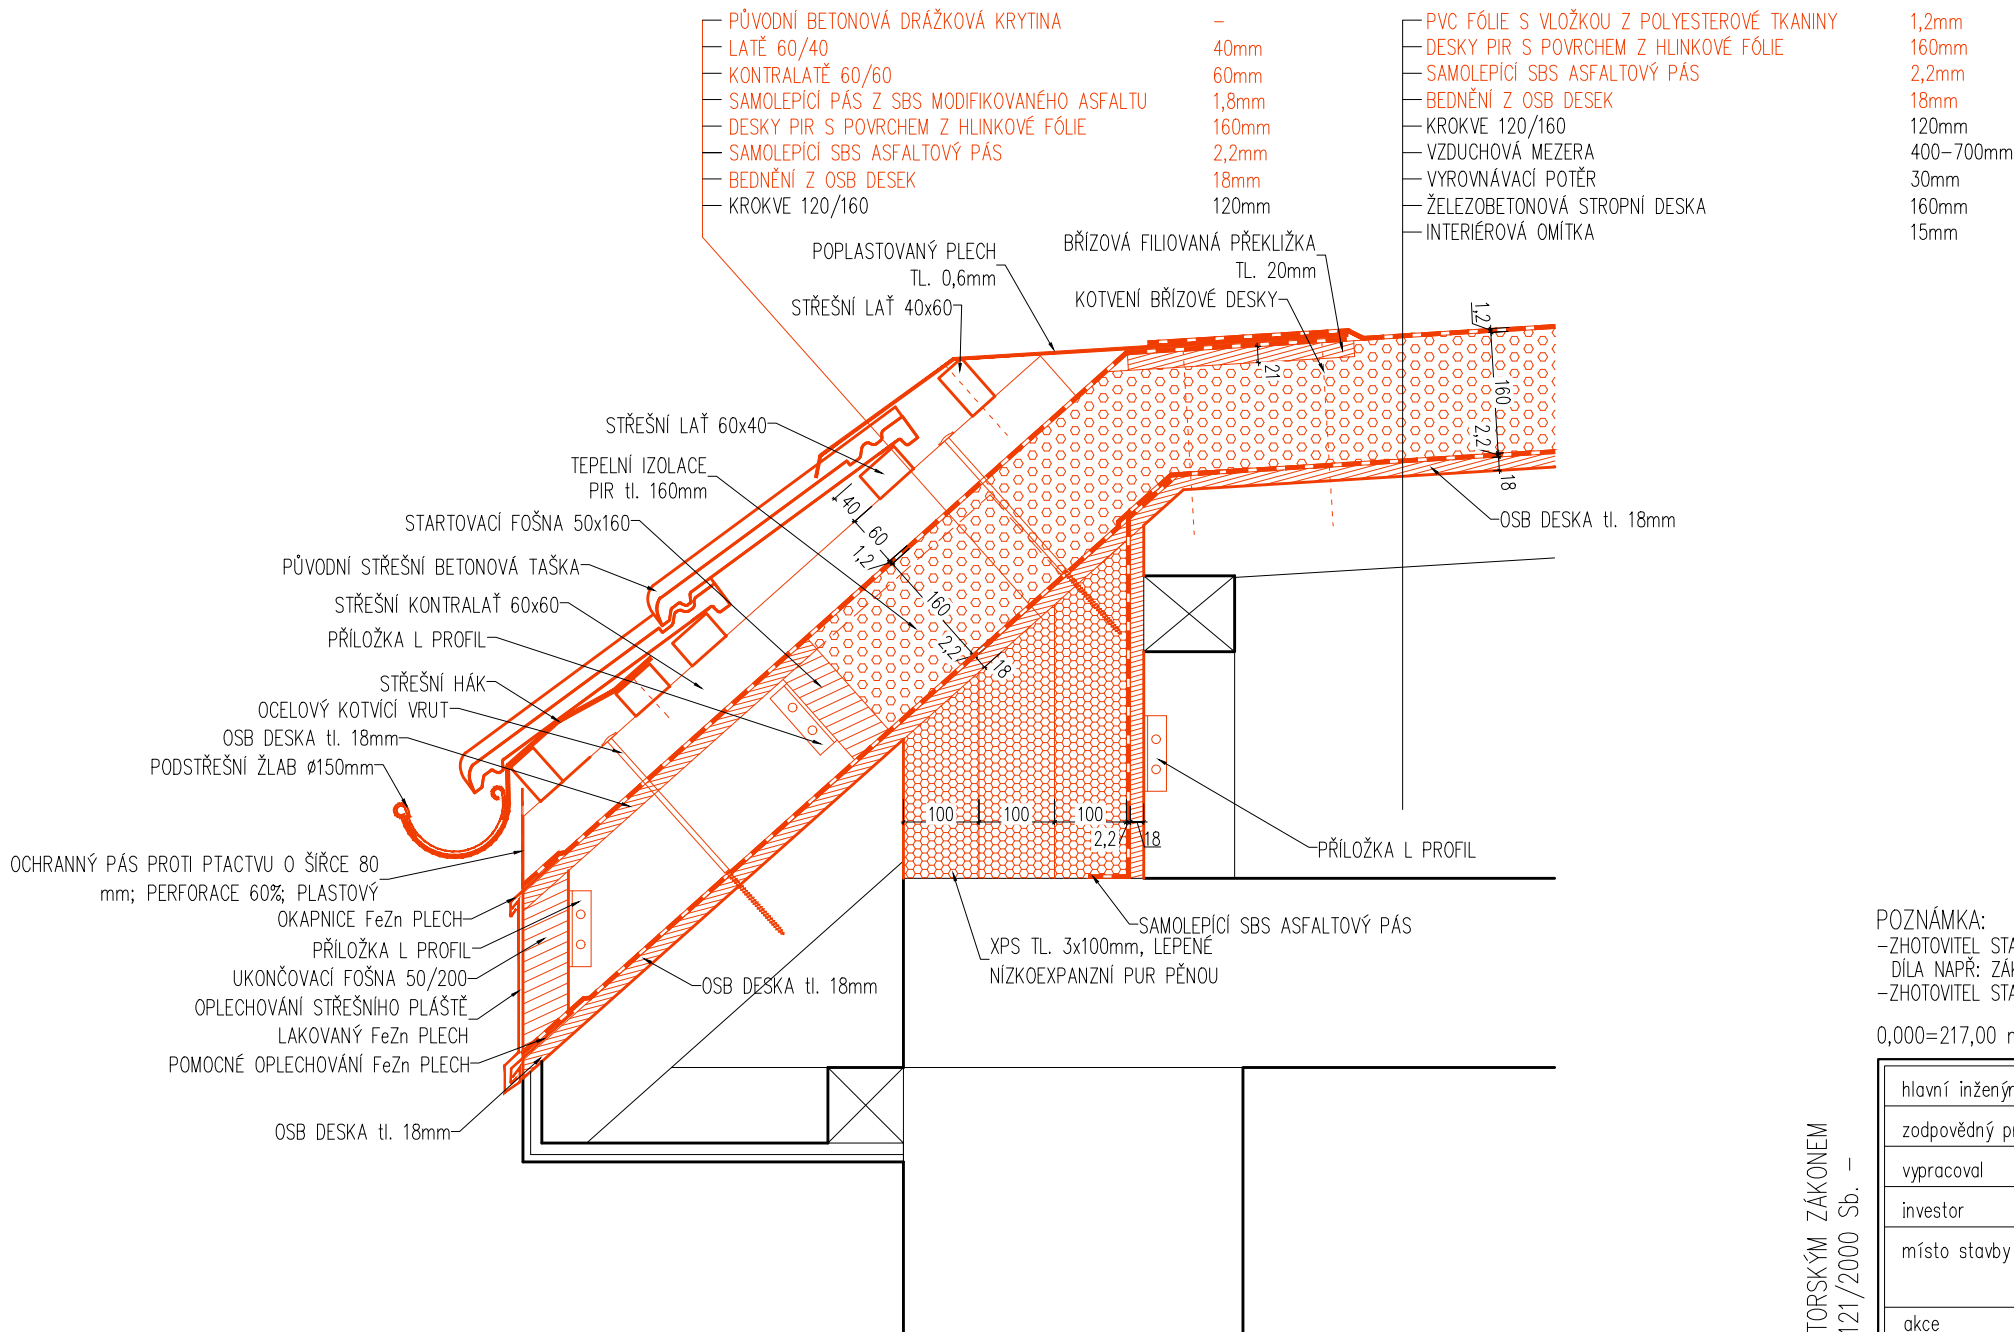 PŮVODNÍ BETONOVÁ DRÁŽKOVÁ KRYTINA –
LATĚ 60/40 40mm
KONTRALATĚ 60/60 60mm
SAMOLEPÍCÍ PÁS Z SBS MODIFIKOVANÉHO ASFALTU 1,8mm
DESKY PIR S POVRCHEM Z HLINKOVÉ FÓLIE 160mm
SAMOLEPÍCÍ SBS ASFALTOVÝ PÁS 2,2mm
BEDNĚNÍ Z OSB DESEK 18mm
KROKVE 120/160 120mm
PVC FÓLIE S VLOŽKOU Z POLYESTEROVÉ TKANINY 1,2mm
DESKY PIR S POVRCHEM Z HLINKOVÉ FÓLIE 160mm
SAMOLEPÍCÍ SBS ASFALTOVÝ PÁS 2,2mm
BEDNĚNÍ Z OSB DESEK 18mm
KROKVE 120/160 120mm
VZDUCHOVÁ MEZERA 400–700mm
VYROVNÁVACÍ POTĚR 30mm
ŽELEZOBETONOVÁ STROPNÍ DESKA 160mm
INTERIÉROVÁ OMÍTKA 15mm
POPLASTOVANÝ PLECH
TL. 0,6mm
STŘEŠNÍ LAŤ 40x60
BŘÍZOVÁ FILIOVANÁ PŘEKLIŽKA
TL. 20mm
KOTVENÍ BŘÍZOVÉ DESKY
1,2
21
160
2,2
18
OSB DESKA tl. 18mm
STŘEŠNÍ LAŤ 60x40
TEPELNÍ IZOLACE
PIR tl. 160mm
STARTOVACÍ FOŠNA 50x160
PŮVODNÍ STŘEŠNÍ BETONOVÁ TAŠKA
STŘEŠNÍ KONTRALAŤ 60x60
PŘÍLOŽKA L PROFIL
STŘEŠNÍ HÁK
OCELOVÝ KOTVÍCÍ VRUT
OSB DESKA tl. 18mm
PODSTŘEŠNÍ ŽLAB Ø150mm
40
60
1,2
160
2,2
18
100
100
100
2,2
18
PŘÍLOŽKA L PROFIL
OCHRANNÝ PÁS PROTI PTACTVU O ŠÍŘCE 80
mm; PERFORACE 60%; PLASTOVÝ
OKAPNICE FeZn PLECH
PŘÍLOŽKA L PROFIL
UKONČOVACÍ FOŠNA 50/200
OPLECHOVÁNÍ STŘEŠNÍHO PLÁŠTĚ
LAKOVANÝ FeZn PLECH
POMOCNÉ OPLECHOVÁNÍ FeZn PLECH
OSB DESKA tl. 18mm
OSB DESKA tl. 18mm
SAMOLEPÍCÍ SBS ASFALTOVÝ PÁS
XPS TL. 3x100mm, LEPENÉ
NÍZKOEXPANZNÍ PUR PĚNOU
POZNÁMKA:
–ZHOTOVITEL
DÍLA NAPŘ:
–ZHOTOVITEL
0,000=217,00
hlavní
zodpovědný
vypracoval
investor
místo stavby
akce
ZÁKONEM
121/2000 Sb. –